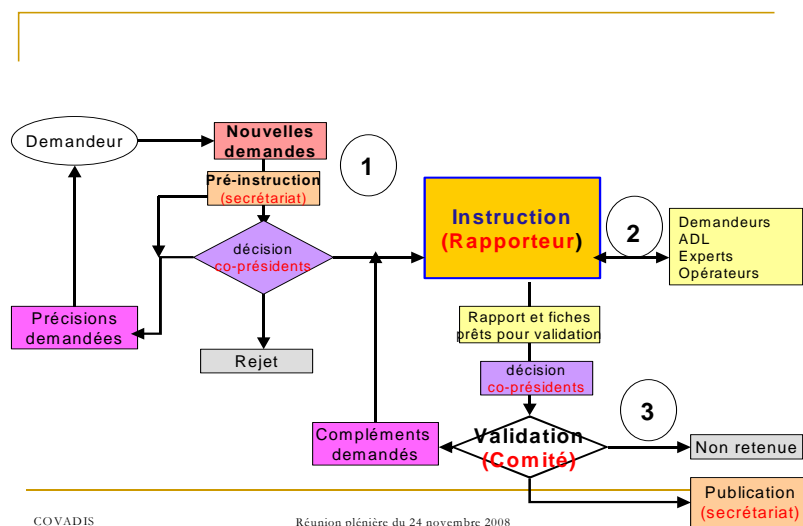 Demandeur
Nouvelles
demandes
1
Pré-instruction
(secrétariat)
Instruction
(Rapporteur)
2
Demandeurs
ADL
Experts
Opérateurs
décision
co-présidents
Précisions
demandées
Rapport et fiches
prêts pour validation
Rejet
décision
co-présidents
3
Compléments
demandés
Validation
(Comité)
Non retenue
Publication
(secrétariat)
COVADIS
Réunion plénière du 24 novembre 2008